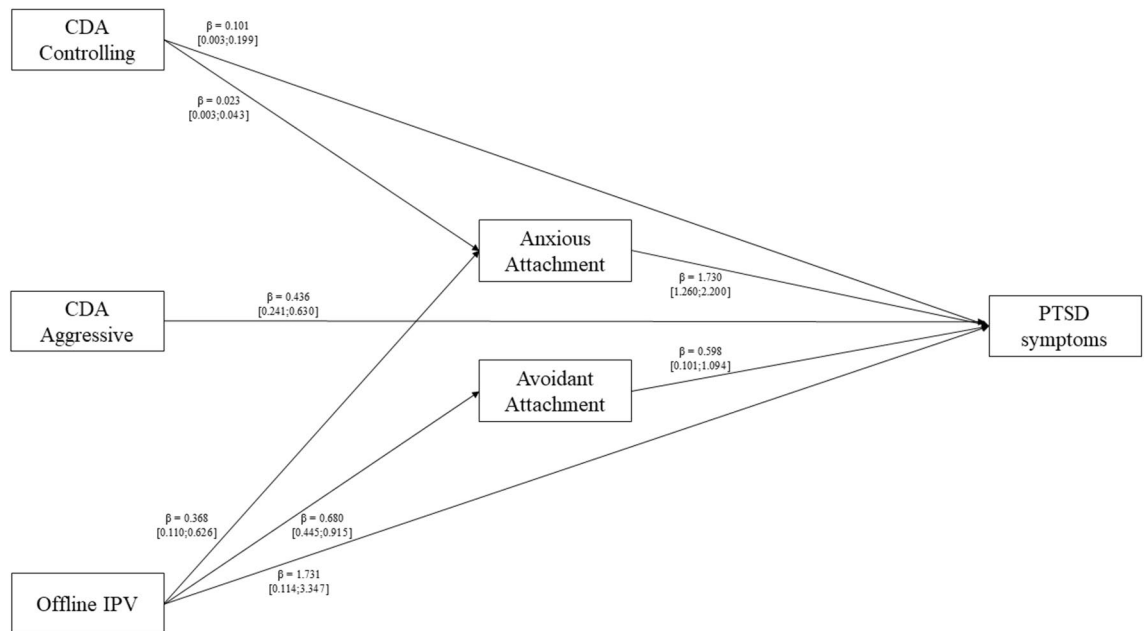 CDA
Controlling
β = 0.101
[0.003;0.199]
β = 0.023
[0.003;0.043]
Anxious
Attachment
β = 1.730
[1.260;2.200]
CDA
Aggressive
β = 0.436
[0.241;0.630]
PTSD
symptoms
β = 0.598
[0.101;1.094]
Avoidant
Attachment
β = 0.368
[0.110;0.626]
β = 0.680
[0.445;0.915]
β = 1.731
[0.114;3.347]
Offline IPV